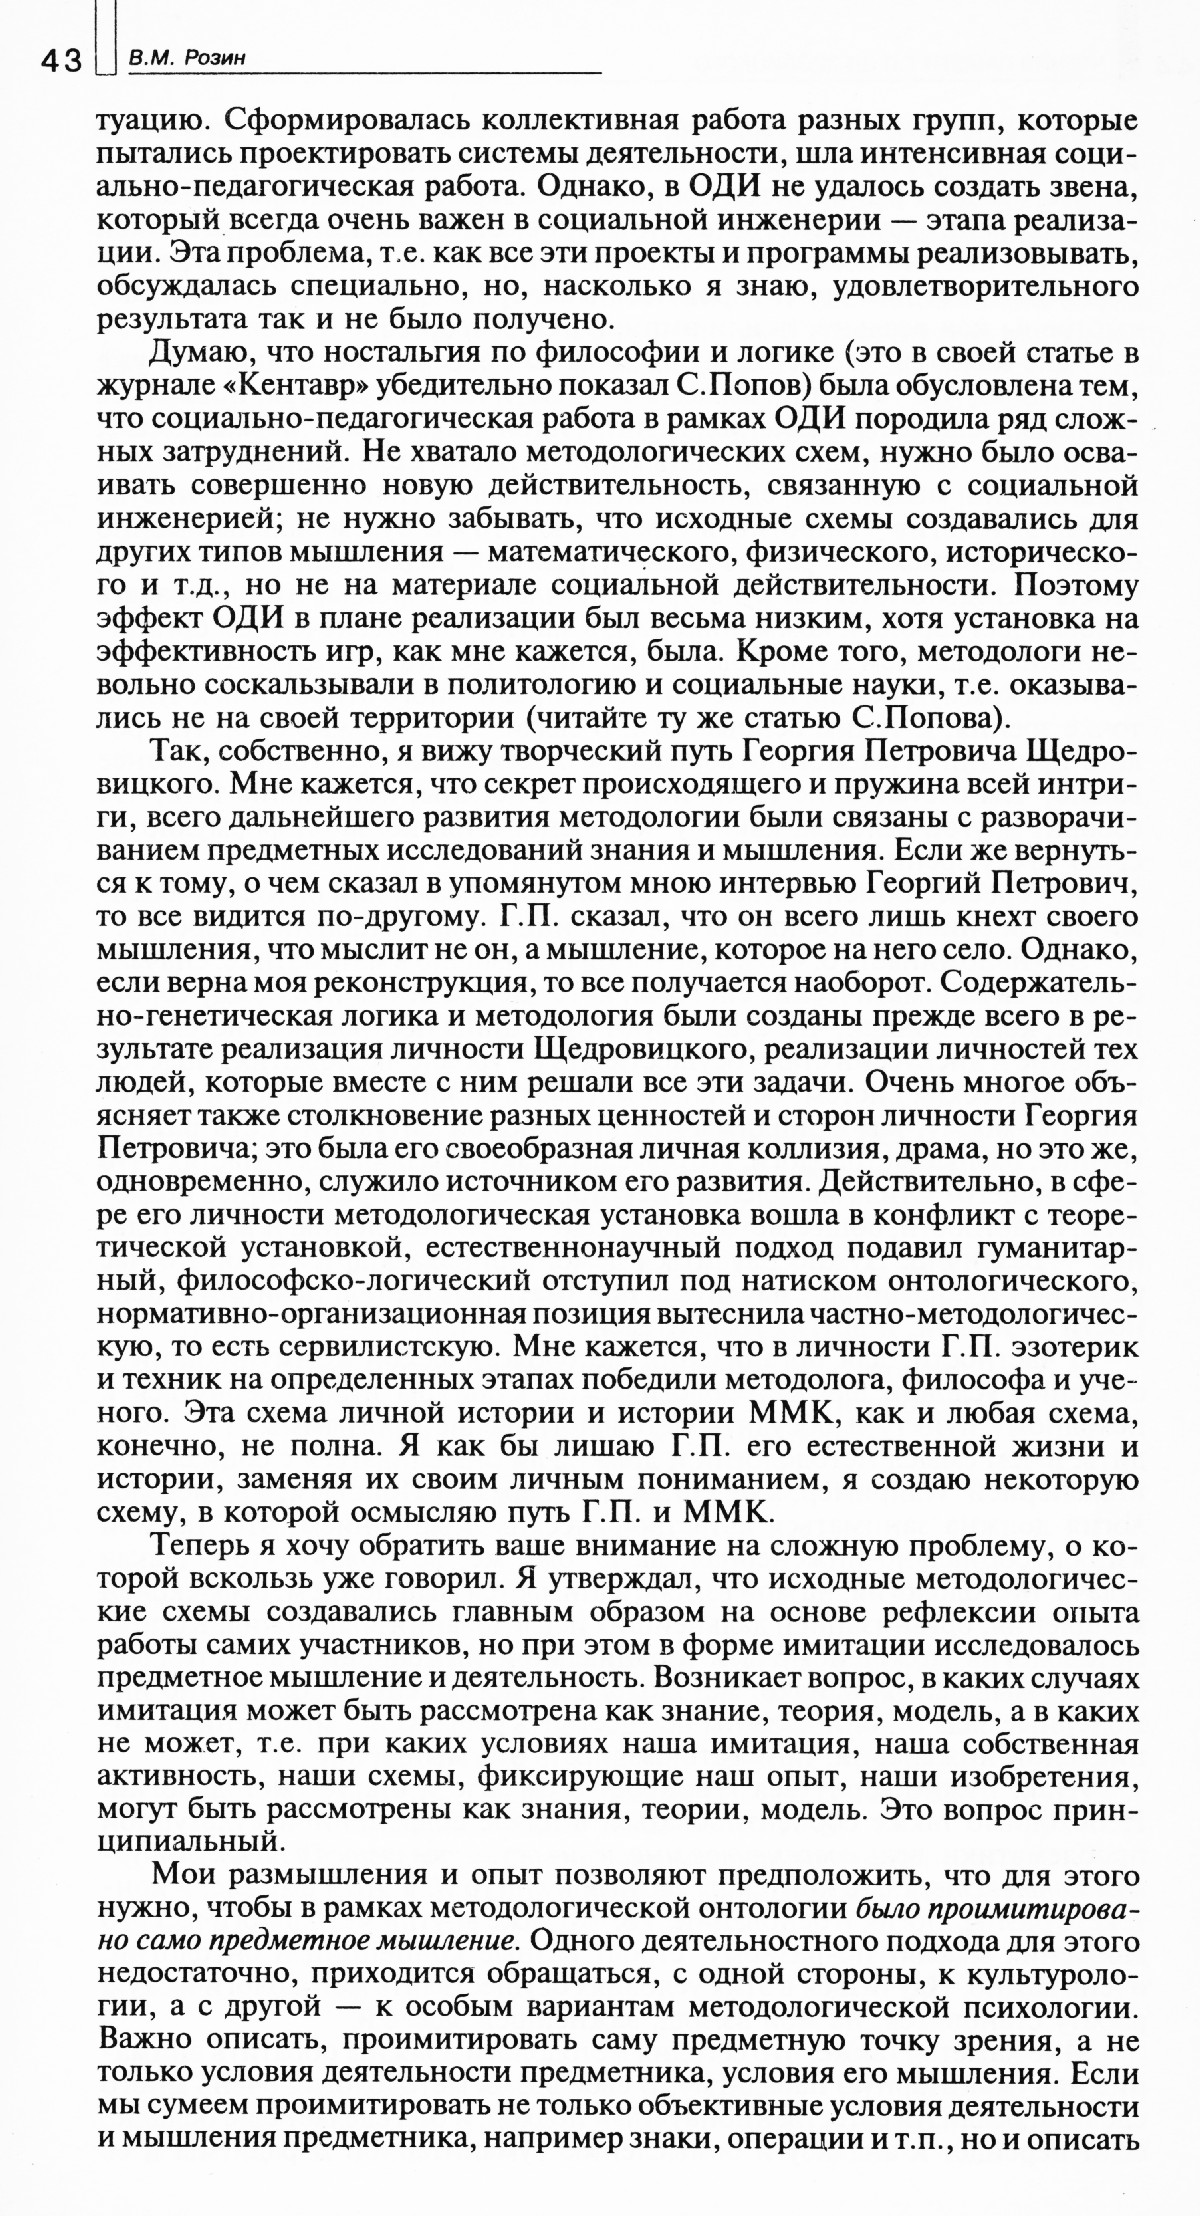 43
В.М. Розин
туацию. Сформировалась коллективная работа разных групп, которые
пытались проектировать системы деятельности, шла интенсивная соци-
ально-педагогическая работа. Однако, в ОДИ не удалось создать звена,
который всегда очень важен в социальной инженерии — этапа реализа-
ции. Эта проблема, т.е. как все эти проекты и программы реализовывать,
обсуждалась специально, но, насколько я знаю, удовлетворительного
результата так и не было получено.
Думаю, что ностальгия по философии и логике (это в своей статье в
журнале «Кентавр» убедительно показал С.Попов) была обусловлена тем,
что социально-педагогическая работа в рамках ОДИ породила ряд слож-
ных затруднений. Не хватало методологических схем, нужно было осва-
ивать совершенно новую действительность, связанную с социальной
инженерией; не нужно забывать, что исходные схемы создавались для
других типов мышления — математического, физического, историческо-
го и т.д., но не на материале социальной действительности. Поэтому
эффект ОДИ в плане реализации был весьма низким, хотя установка на
эффективность игр, как мне кажется, была. Кроме того, методологи не-
вольно соскальзывали в политологию и социальные науки, т.е. оказыва-
лись не на своей территории (читайте ту же статью С.Попова).
Так, собственно, я вижу творческий путь Георгия Петровича Щедро-
вицкого. Мне кажется, что секрет происходящего и пружина всей интри-
ги, всего дальнейшего развития методологии были связаны с разворачи-
ванием предметных исследований знания и мышления. Если же вернуть-
ся к тому, о чем сказал в упомянутом мною интервью Георгий Петрович,
то все видится по-другому. Г.П. сказал, что он всего лишь кнехт своего
мышления, что мыслит не он, а мышление, которое на него село. Однако,
если верна моя реконструкция, то все получается наоборот. Содержатель-
но-генетическая логика и методология были созданы прежде всего в ре-
зультате реализация личности Щедровицкого, реализации личностей тех
людей, которые вместе с ним решали все эти задачи. Очень многое объ-
ясняет также столкновение разных ценностей и сторон личности Георгия
Петровича; это была его своеобразная личная коллизия, драма, но это же,
одновременно, служило источником его развития. Действительно, в сфе-
ре его личности методологическая установка вошла в конфликт с теоре-
тической установкой, естественнонаучный подход подавил гуманитар-
ный, философско-логический отступил под натиском онтологического,
нормативно-организационная позиция вытеснила частно-методологичес-
кую, то есть сервилистскую. Мне кажется, что в личности Г.П. эзотерик
и техник на определенных этапах победили методолога, философа и уче-
ного. Эта схема личной истории и истории ММК, как и любая схема,
конечно, не полна. Я как бы лишаю Г.П. его естественной жизни и
истории, заменяя их своим личным пониманием, я создаю некоторую
схему, в которой осмысляю путь Г.П. и ММК.
Теперь я хочу обратить ваше внимание на сложную проблему, о ко-
торой вскользь уже говорил. Я утверждал, что исходные методологичес-
кие схемы создавались главным образом на основе рефлексии опыта
работы самих участников, но при этом в форме имитации исследовалось
предметное мышление и деятельность. Возникает вопрос, в каких случаях
имитация может быть рассмотрена как знание, теория, модель, а в каких
не может, т.е. при каких условиях наша имитация, наша собственная
активность, наши схемы, фиксирующие наш опыт, наши изобретения,
могут быть рассмотрены как знания, теории, модель. Это вопрос прин-
ципиальный.
Мои размышления и опыт позволяют предположить, что для этого
нужно, чтобы в рамках методологической онтологии было проимитирова-
но само предметное мышление. Одного деятельностного подхода для этого
недостаточно, приходится обращаться, с одной стороны, к культуроло-
гии, а с другой — к особым вариантам методологической психологии.
Важно описать, проимитировать саму предметную точку зрения, а не
только условия деятельности предметника, условия его мышления. Если
мы сумеем проимитировать не только объективные условия деятельности
и мышления предметника, например знаки, операции и т.п., но и описать